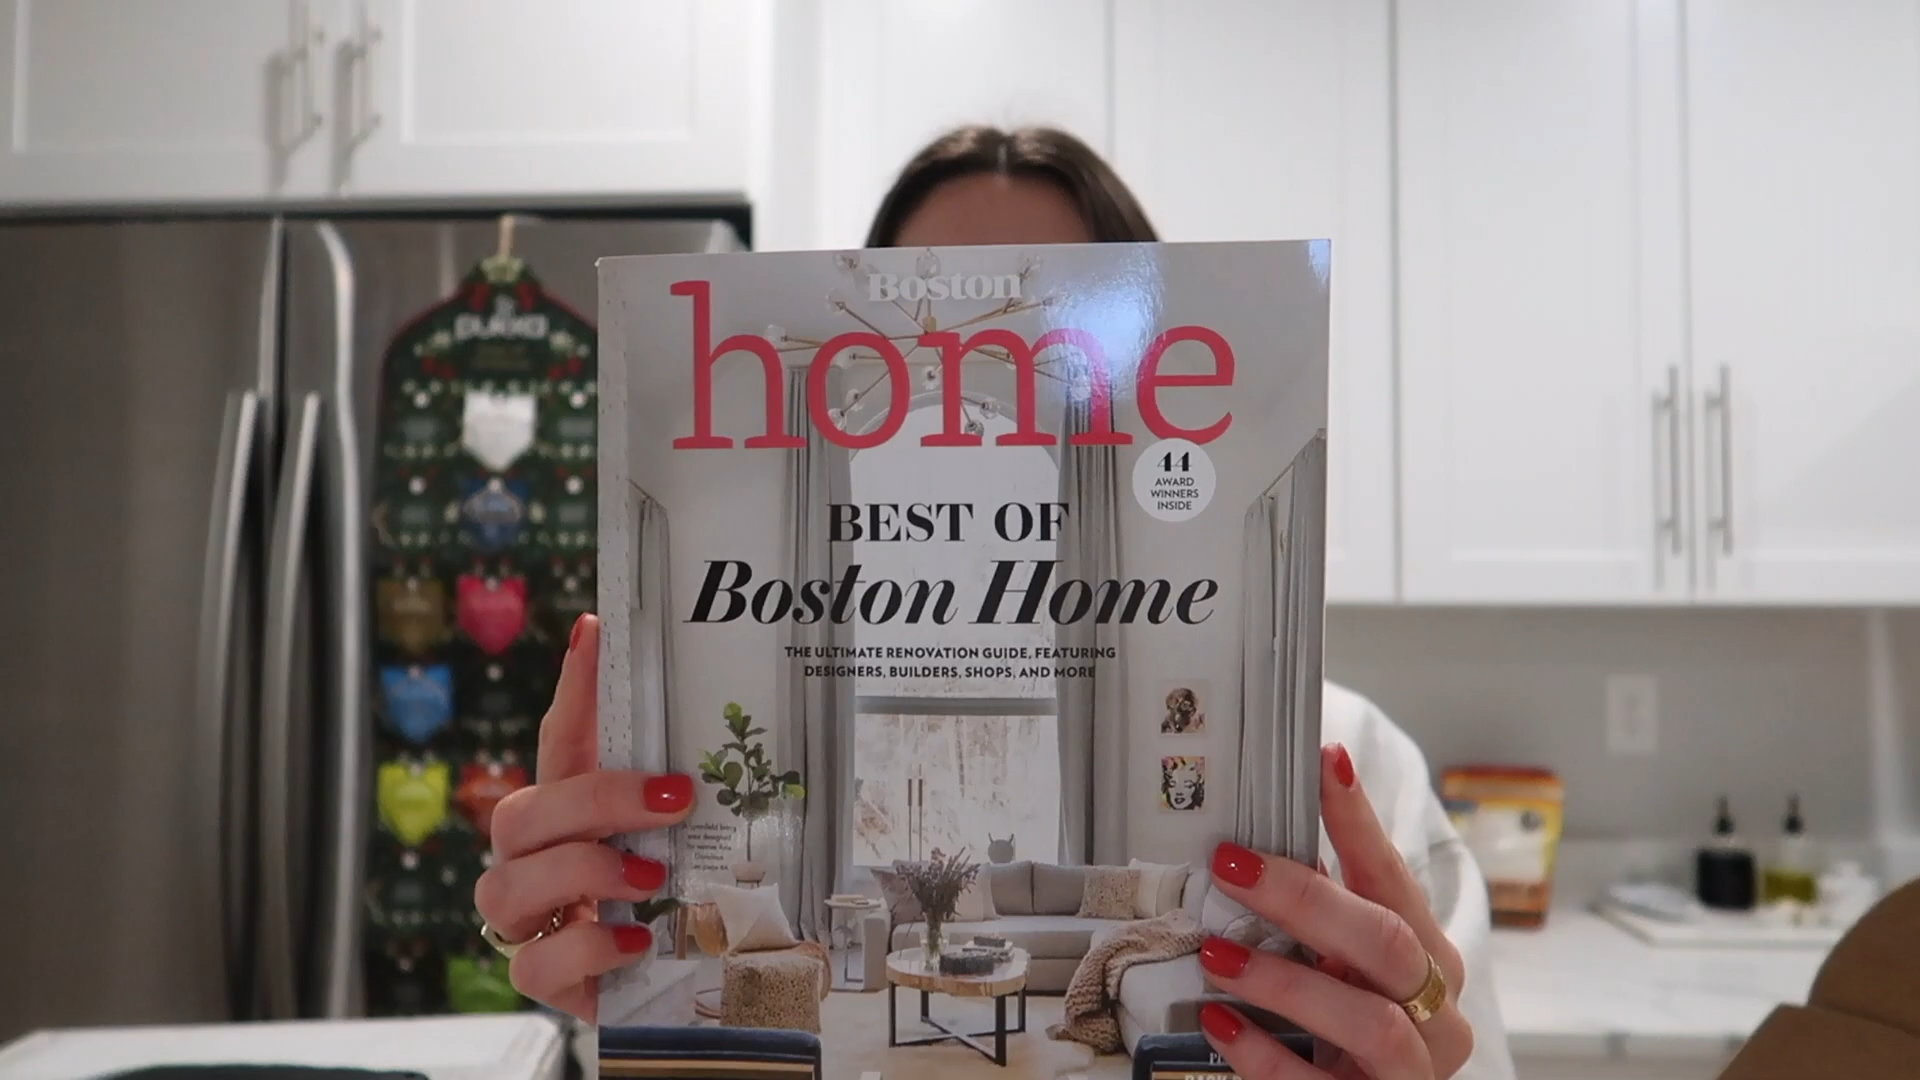 Boston
home
44
AWARD
WINNERS
INSIDE
BEST OF
Boston Home
THE ULTIMATE RENOVATION GUIDE, FEATURING
DESIGNERS, BUILDERS, SHOPS, AND MORE
pukka